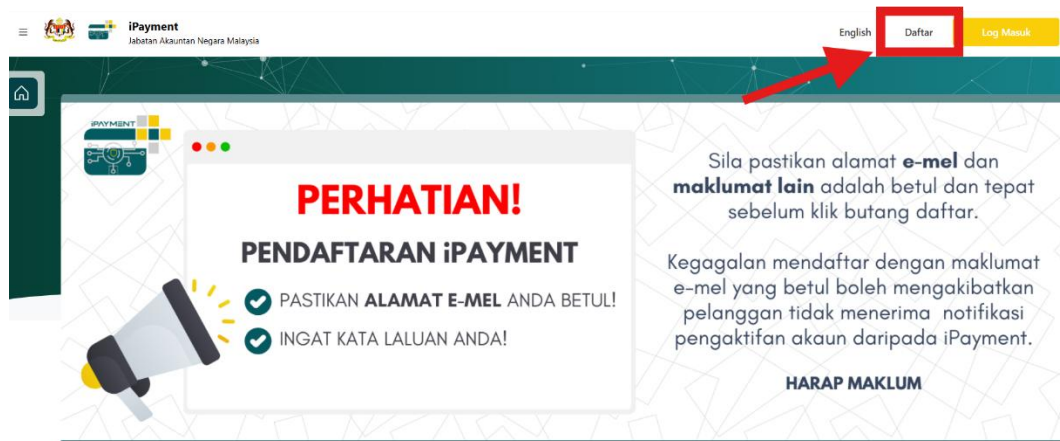 iPayment
Jabatan Akauntan Negara Malaysia
English
Daftar
Log Masuk
iPAYMENT
PERHATIAN!
PENDAFTARAN iPAYMENT
PASTIKAN ALAMAT E-MEL ANDA BETUL!
INGAT KATA LALUAN ANDA!
Sila pastikan alamat e-mel dan
maklumat lain adalah betul dan tepat
sebelum klik butang daftar.
Kegagalan mendaftar dengan maklumat
e-mel yang betul boleh mengakibatkan
pelanggan tidak menerima notifikasi
pengaktifan akaun daripada iPayment.
HARAP MAKLUM